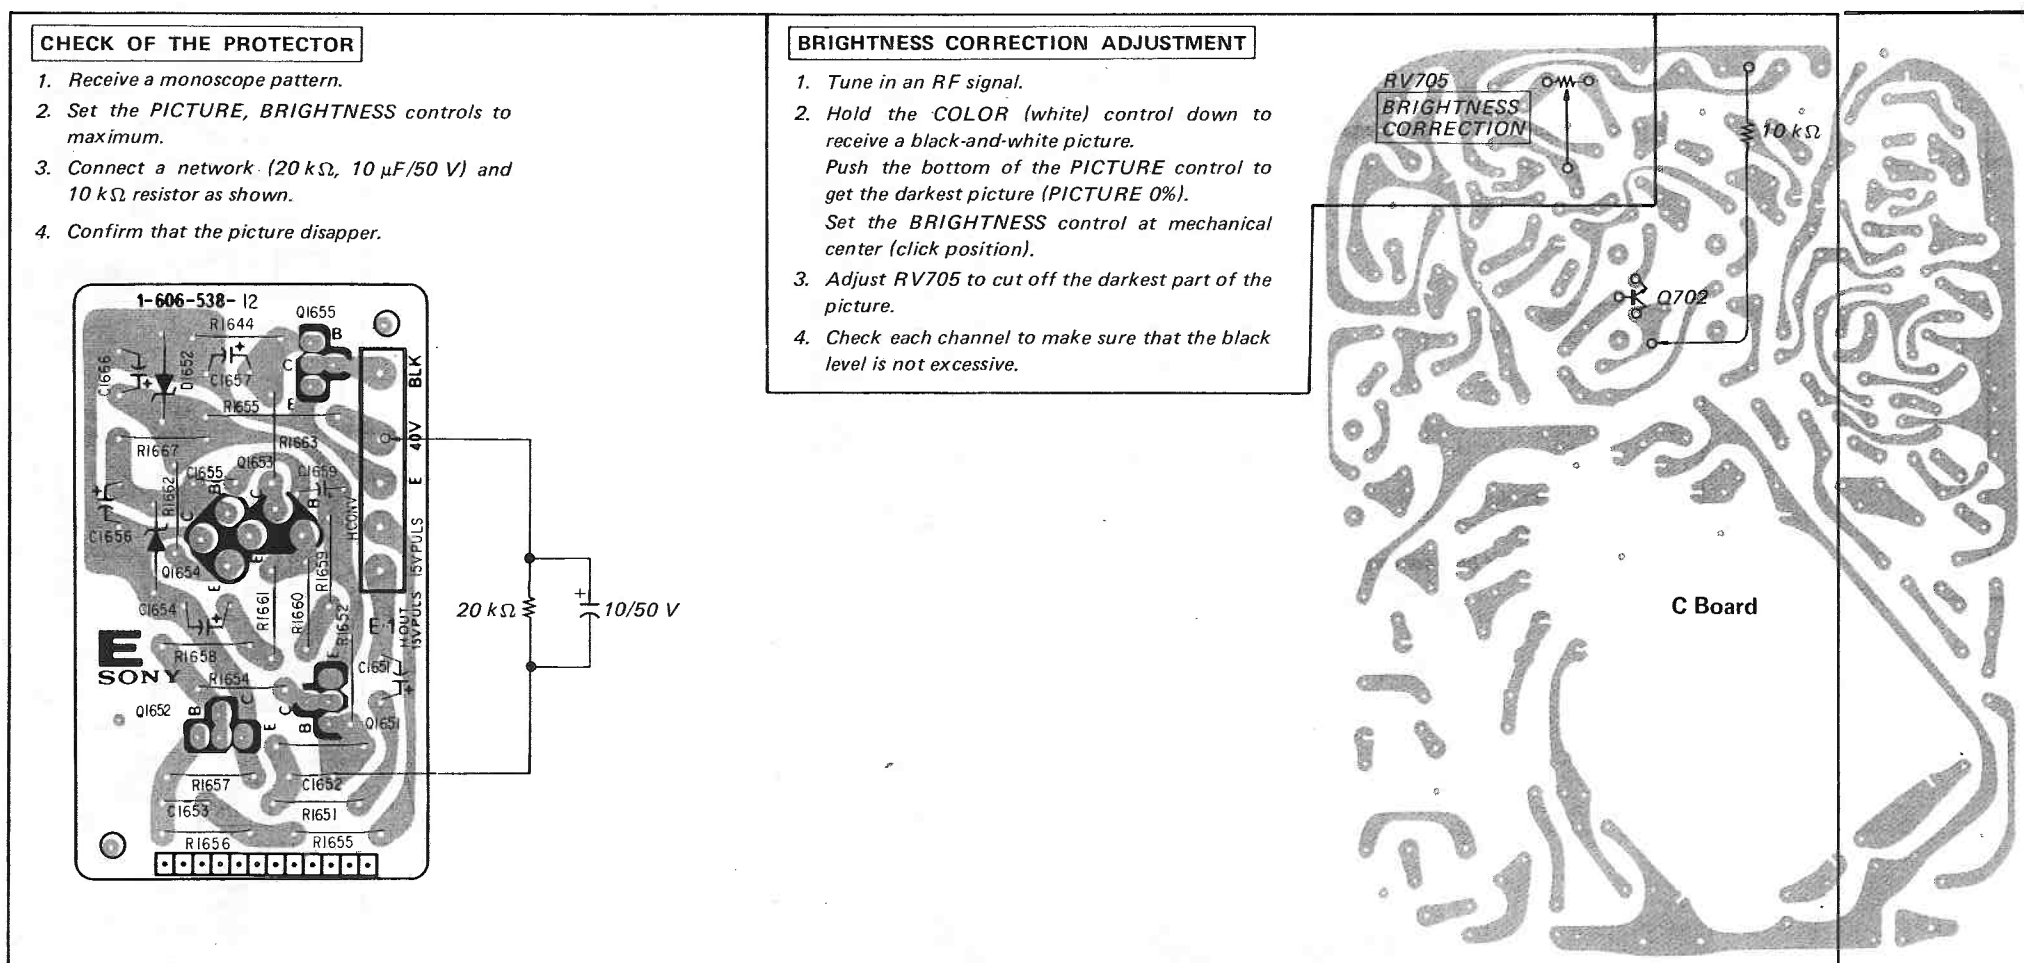 CHECK OF THE PROTECTOR
1. Receive a monoscope pattern.
2. Set the PICTURE, BRIGHTNESS controls to
maximum.
3. Connect a network (20 kΩ, 10 μF/50 V) and
10 kΩ resistor as shown.
4. Confirm that the picture disapper.
BRIGHTNESS CORRECTION ADJUSTMENT
1. Tune in an RF signal.
2. Hold the COLOR (white) control down to
receive a black-and-white picture.
Push the bottom of the PICTURE control to
get the darkest picture (PICTURE 0%).
Set the BRIGHTNESS control at mechanical
center (click position).
3. Adjust RV705 to cut off the darkest part of the
picture.
4. Check each channel to make sure that the black
level is not excessive.
1-606-538-12
R1644
Q1655
B
C
E
C1666
D1652
C1657
BLK
R1655
40V
R1663
R1667
Q1653
C1655
C1659
E
R1662
B
C
B
C
HCONV
C1656
E
R1659
15VPULS
Q1654
E
C1654
R1661
R1660
R1652
E-1
HOUT
15VPULS
R1658
E
SONY
E
C1651
R1654
Q1652
B
C
C
E
B
Q1651
R1657
C1652
C1653
R1651
R1656
R1655
20 kΩ
+
10/50 V
RV705
BRIGHTNESS
CORRECTION
10 kΩ
Q702
C Board